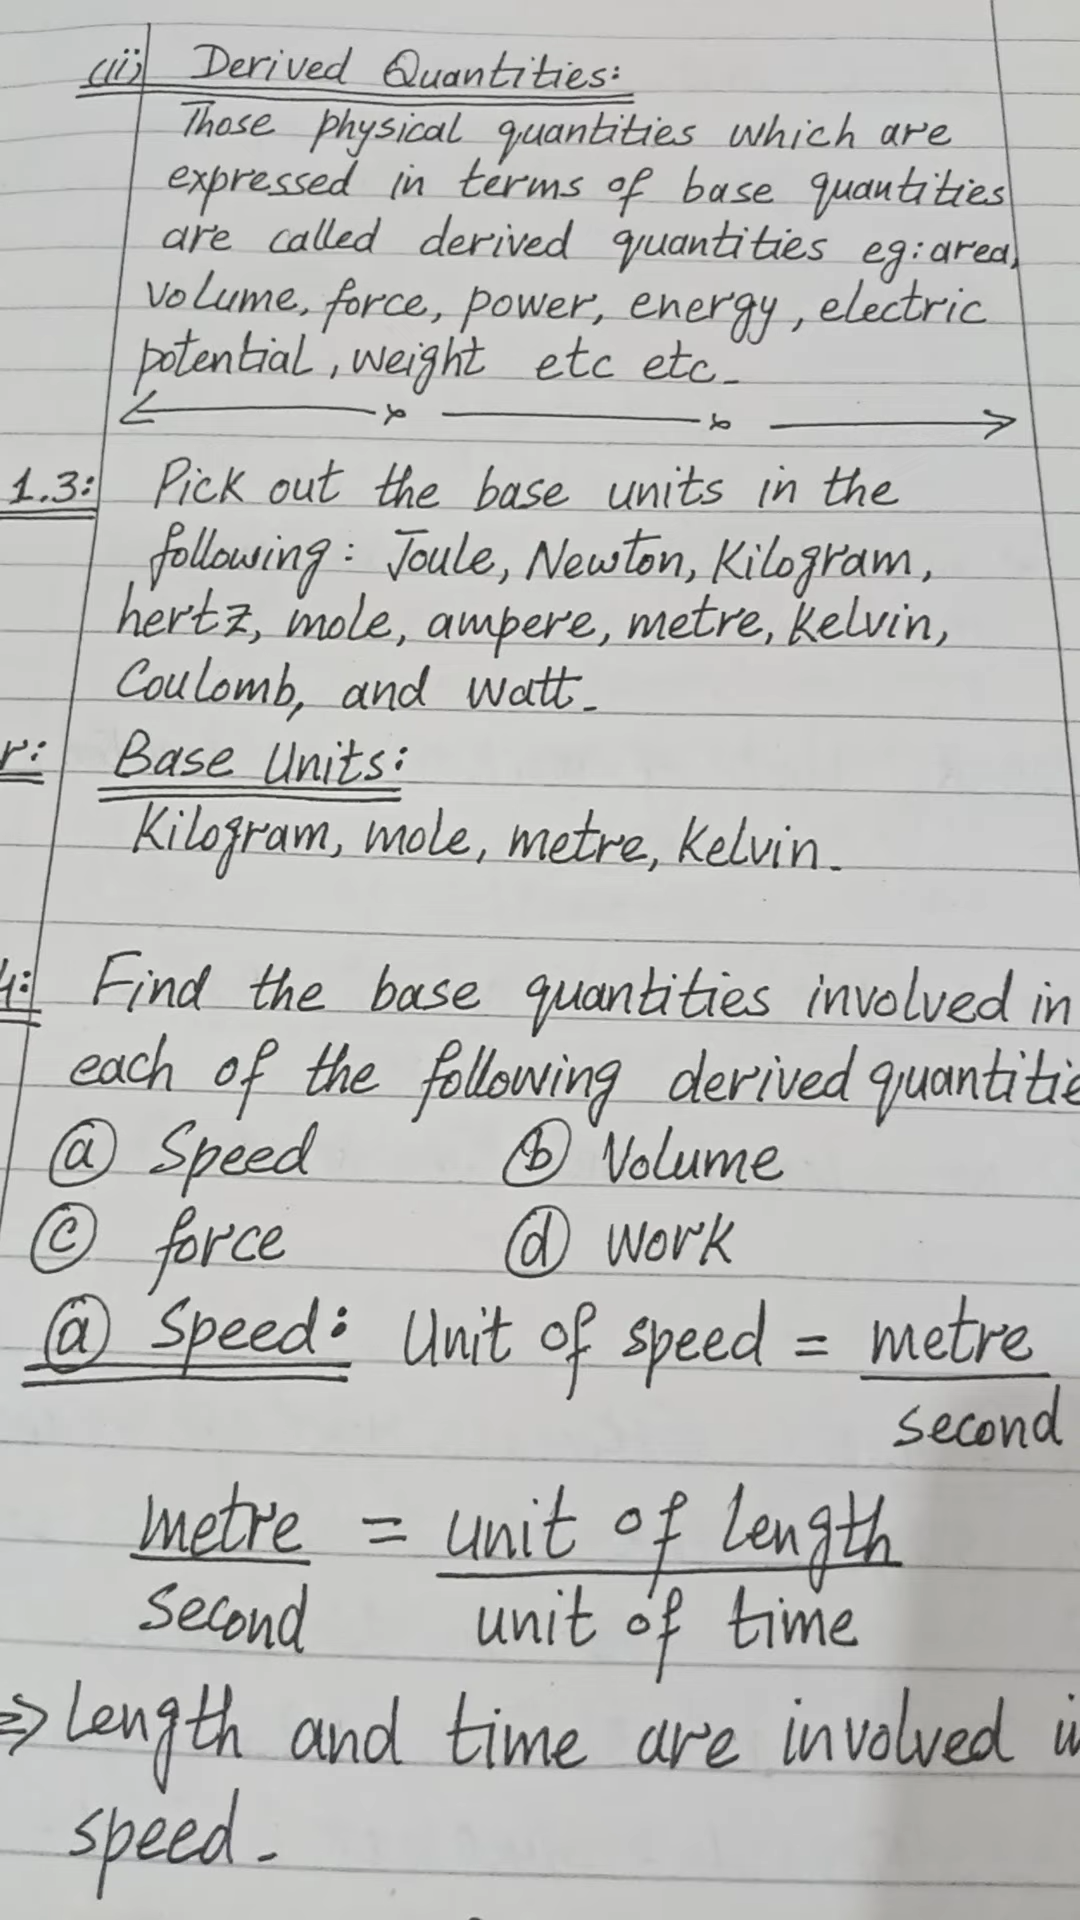 (ii) Derived Quantities:
Those physical quantities which are
expressed in terms of base quantities
are called derived quantities eg: area,
volume, force, power, energy, electric
potential, weight etc etc.
1.3: Pick out the base units in the
following: Joule, Newton, Kilogram,
hertz, mole, ampere, metre, Kelvin,
Coulomb, and watt.
r: Base Units:
Kilogram, mole, metre, Kelvin.
4: Find the base quantities involved in
each of the following derived quantitie
(a) Speed (b) Volume
(c) force (d) work
(a) Speed: Unit of speed = metre
second
metre = unit of length
second unit of time
⇒ Length and time are involved i
speed.